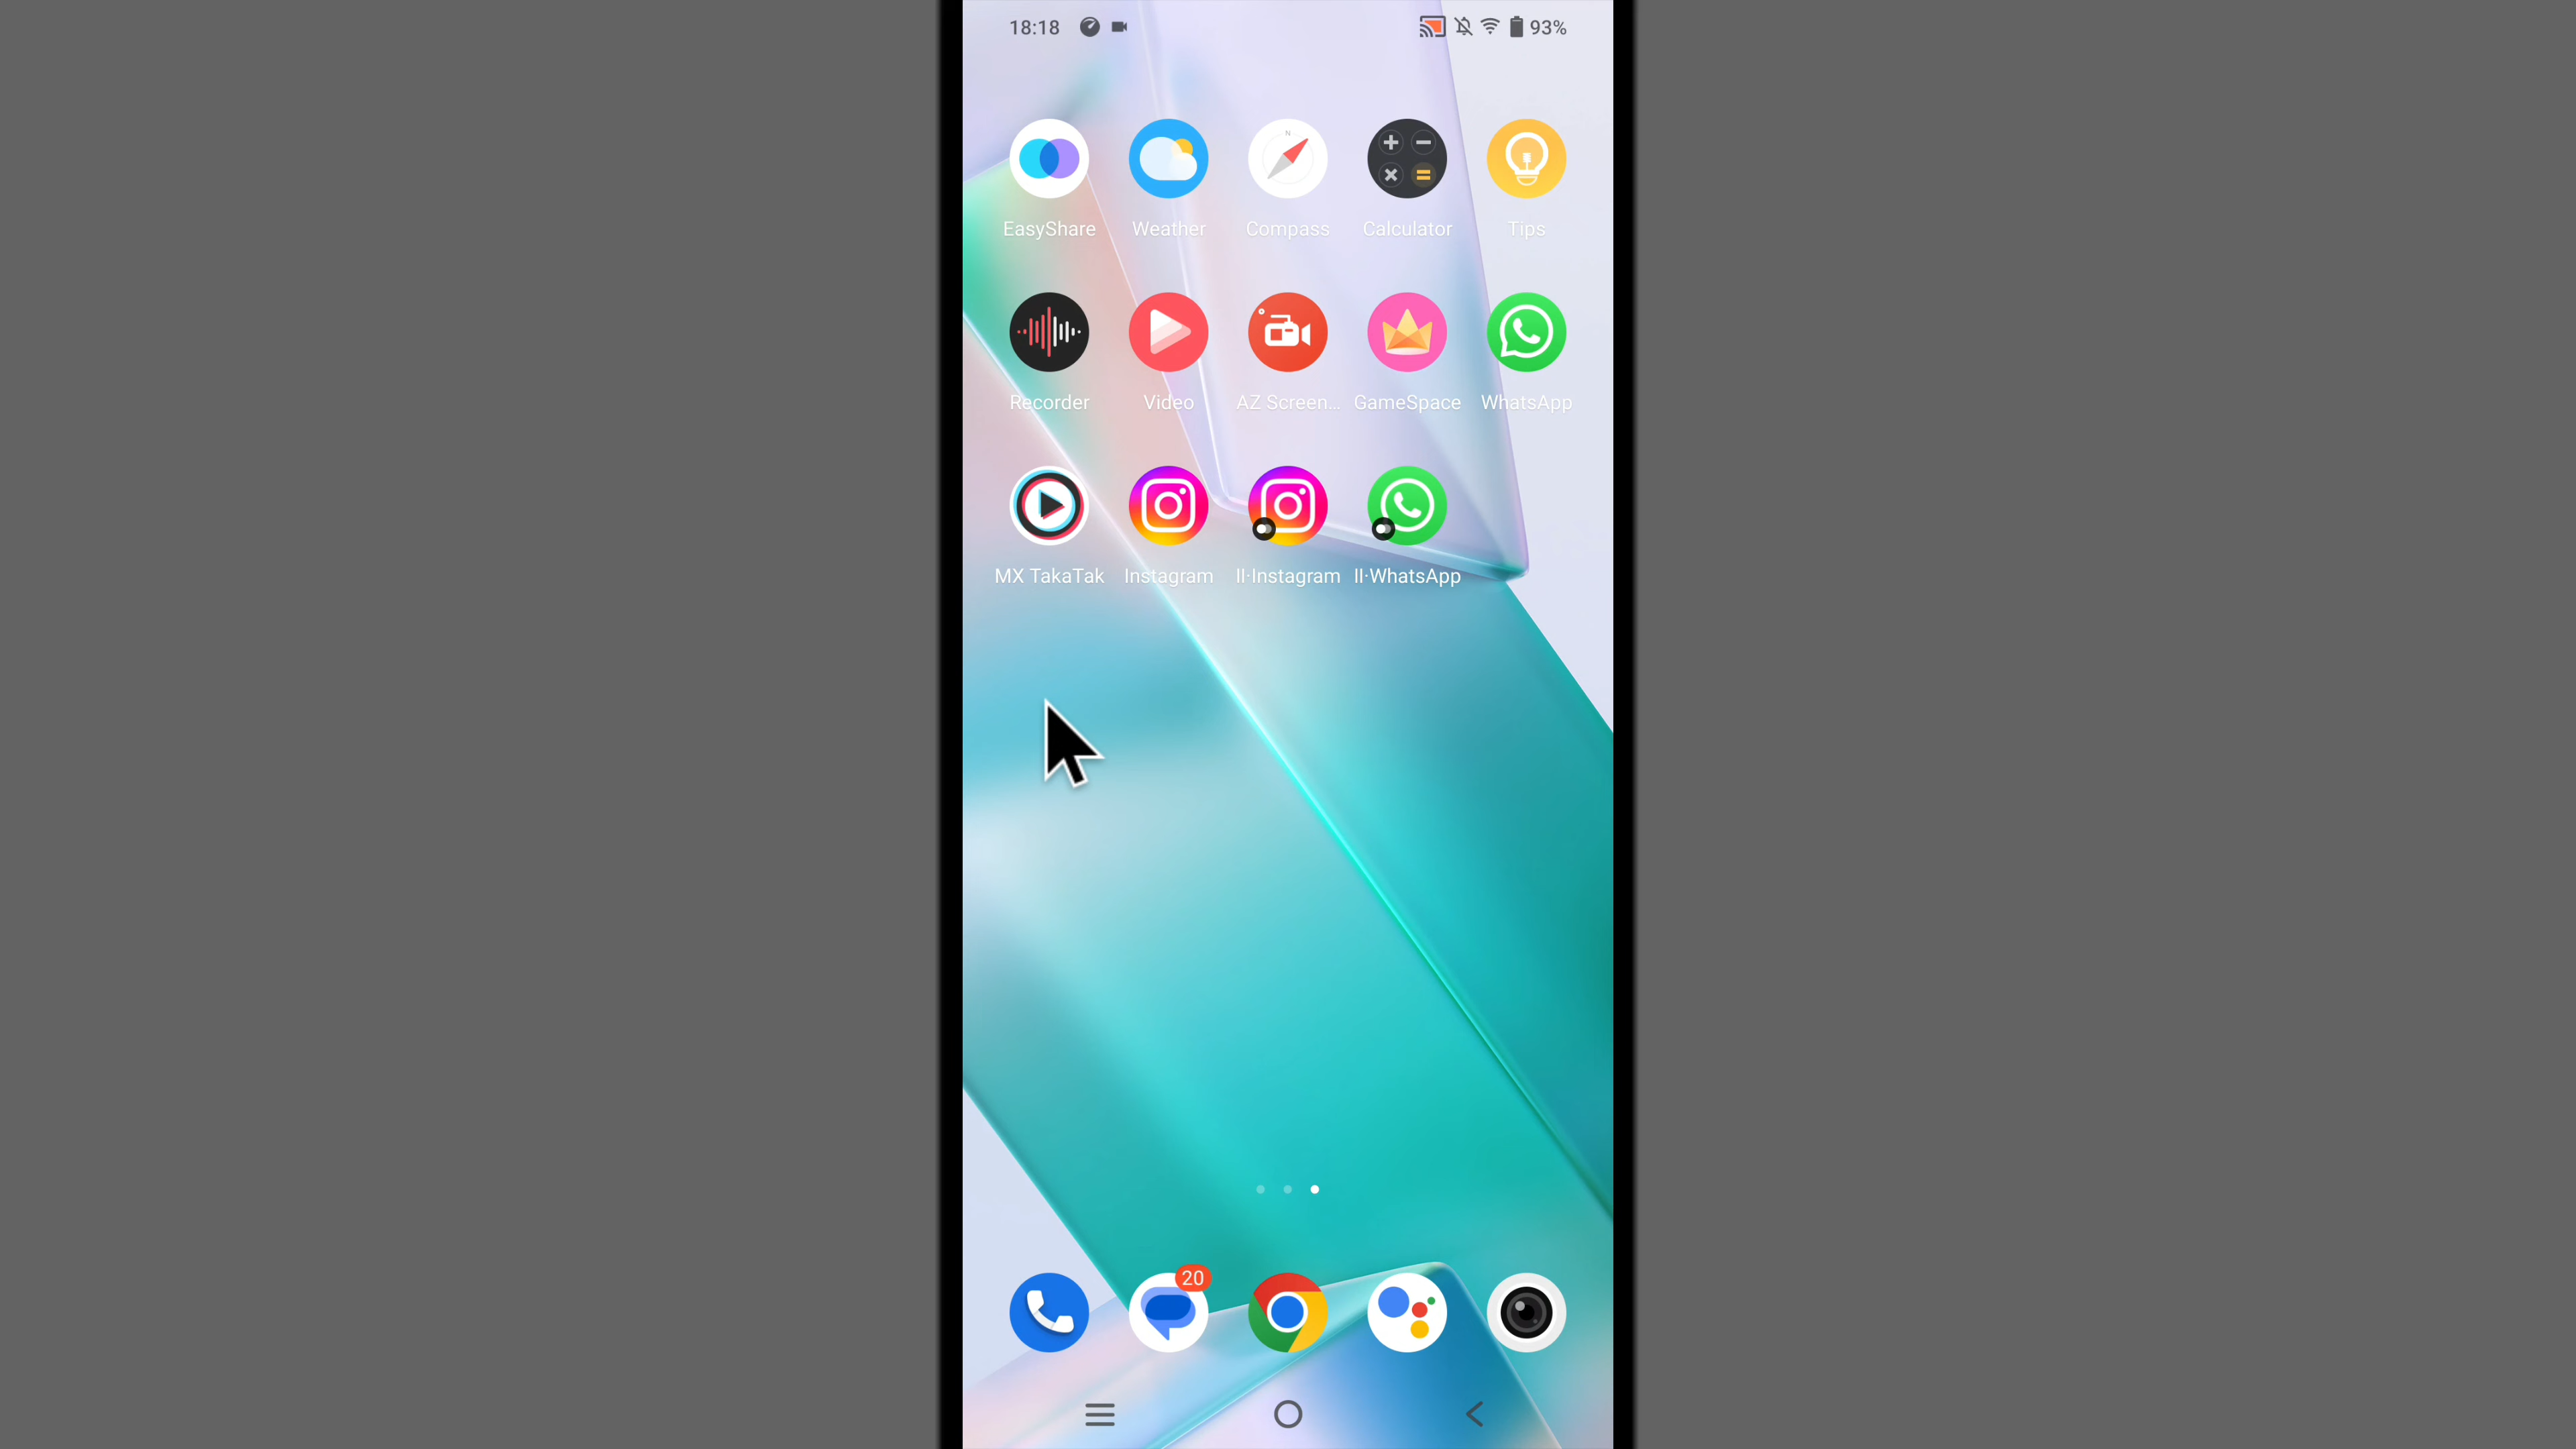 18:18 93%
EasyShare Weather Compass Calculator Tips
Recorder Video AZ Screen... GameSpace WhatsApp
MX TakaTak Instagram II·Instagram II·WhatsApp
20